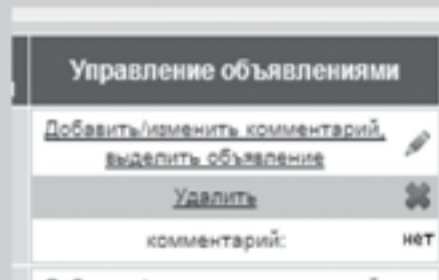 Управление объявлениями
Добавить/изменить комментарий,
выделить объявление
Удалить
комментарий: нет